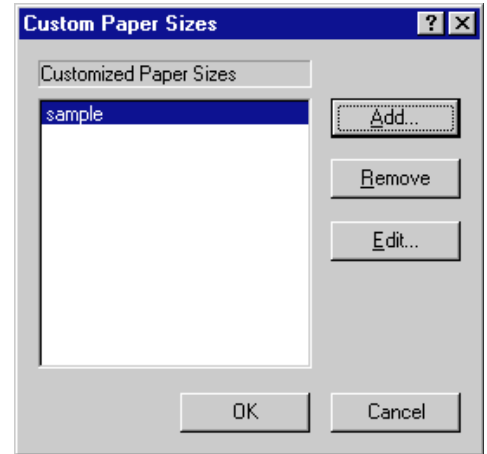 Custom Paper Sizes ? X
Customized Paper Sizes
sample
Add...
Remove
Edit...
OK Cancel